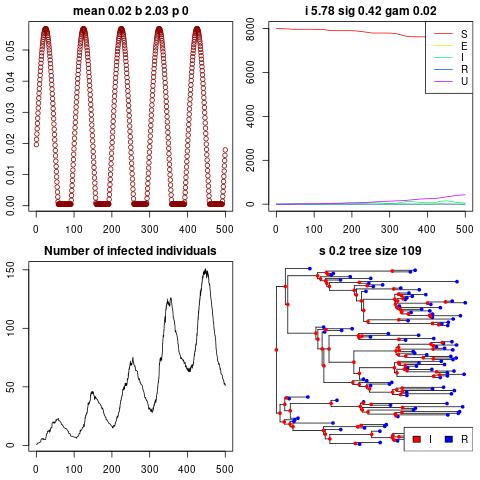 mean 0.02 b 2.03 p 0
0.00 0.01 0.02 0.03 0.04 0.05
0 100 200 300 400 500
i 5.78 sig 0.42 gam 0.02
0 2000 4000 6000 8000
0 100 200 300 400 500
S
E
I
R
U
Number of infected individuals
0 50 100 150
0 100 200 300 400 500
s 0.2 tree size 109
I R